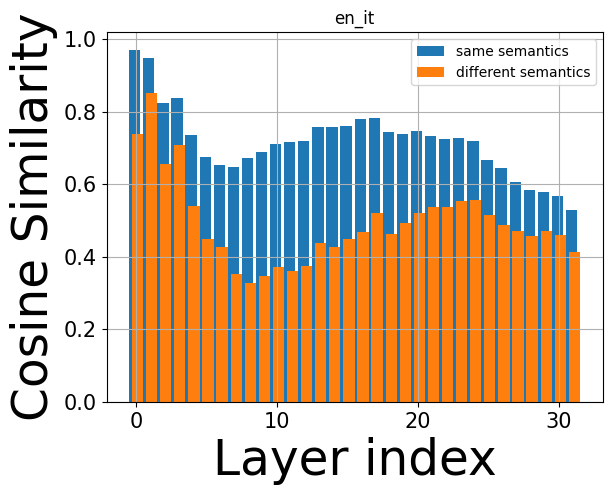 en_it
same semantics
different semantics
Cosine Similarity
1.0
0.8
0.6
0.4
0.2
0.0
0 10 20 30
Layer index